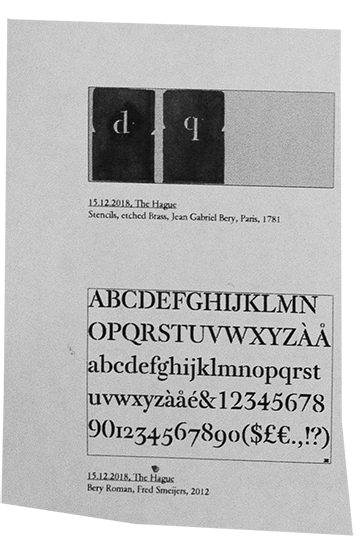 d q
15.12.2018, The Hague
Stencils, etched Brass, Jean Gabriel Bery, Paris, 1781
ABCDEFGHIJKLMN
OPQRSTUVWXYZÀÅ
abcdefghijklmnopqrst
uvwxyzàåé&12345678
901234567890($£€.,!?)
15.12.2018, The Hague
Bery Roman, Fred Smeijers, 2012